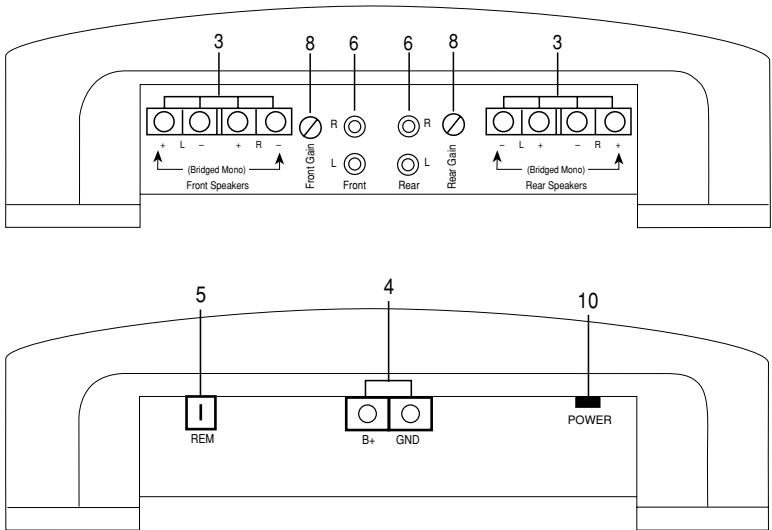 3 8 6 6 8 3
R R
+ L – + R – – L + – R +
L L
(Bridged Mono) (Bridged Mono)
Front Speakers Front Gain Front Rear Rear Gain Rear Speakers
5 4 10
REM B+ GND POWER